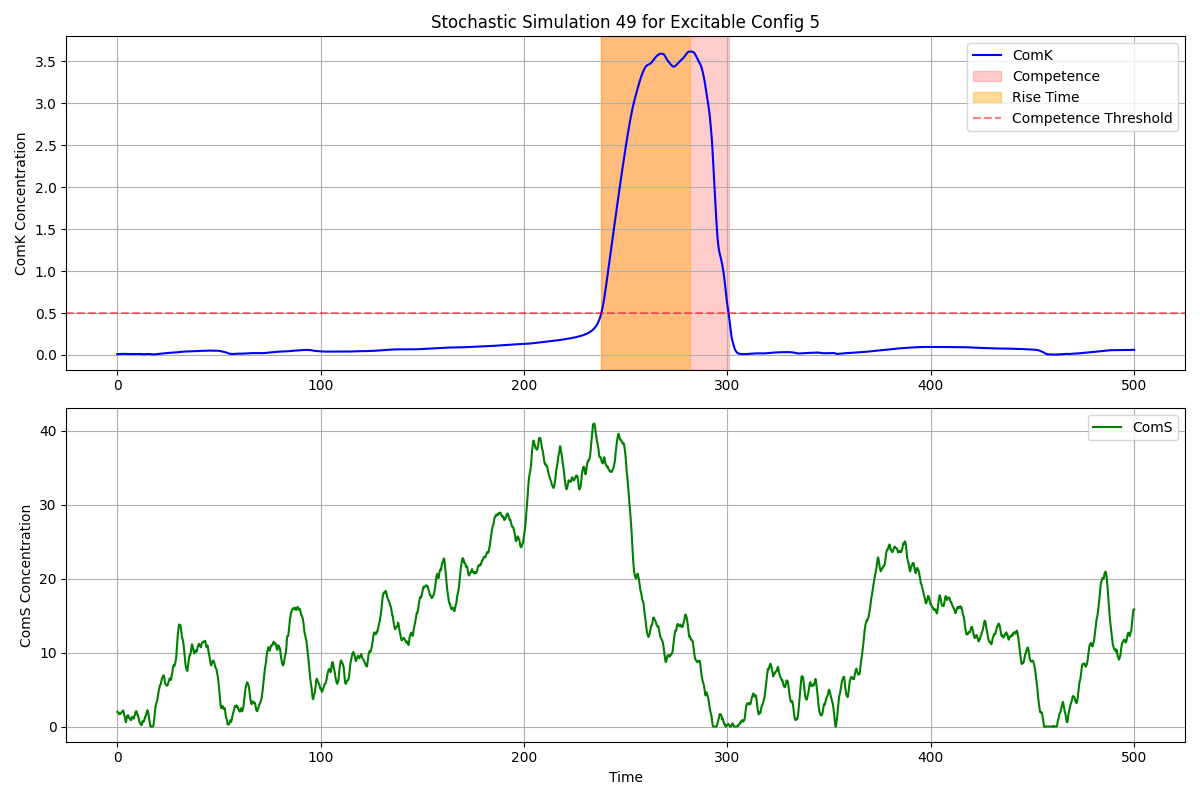 Stochastic Simulation 49 for Excitable Config 5
ComK Concentration
3.5
3.0
2.5
2.0
1.5
1.0
0.5
0.0
ComK
Competence
Rise Time
Competence Threshold
0 100 200 300 400 500
ComS Concentration
40
30
20
10
0
ComS
0 100 200 300 400 500
Time